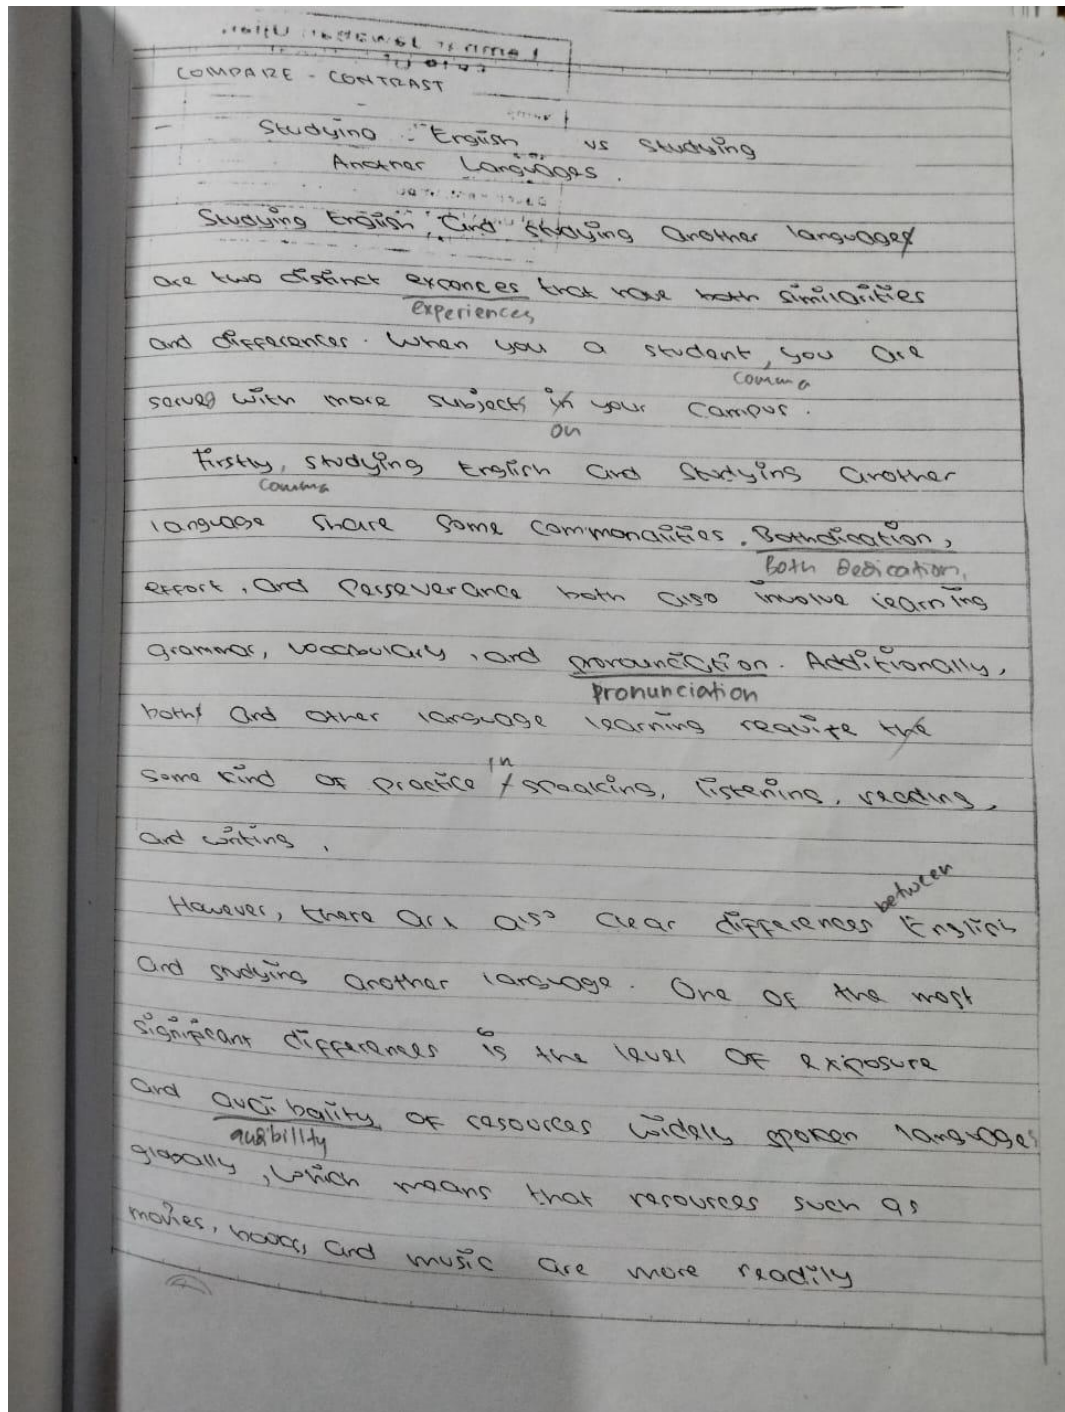 COMPARE - CONTRAST
Studying English vs Studying
Another Languages.
Studying English, and studying another languages
are two distinct exponces that have both similarities
experiences
and differences. When you a student, you are
comma
served with more subjects in your campus.
on
Firstly, studying English and Studying another
comma
language share some commonalities. Bothdication,
Both Dedication,
effort, and Perseverance both also involve learning
grammar, vocabulary, and pronounciation. Additionally,
pronunciation
both and other language learning require the
in
same kind of practice speaking, listening, reading,
and writing.
between
However, there are also clear differences English
and studying another language. One of the most
significant differences is the level of exposure
and avaibality of resources widely spoken languages
audibility
globally, which means that resources such as
movies, books, and music are more readily